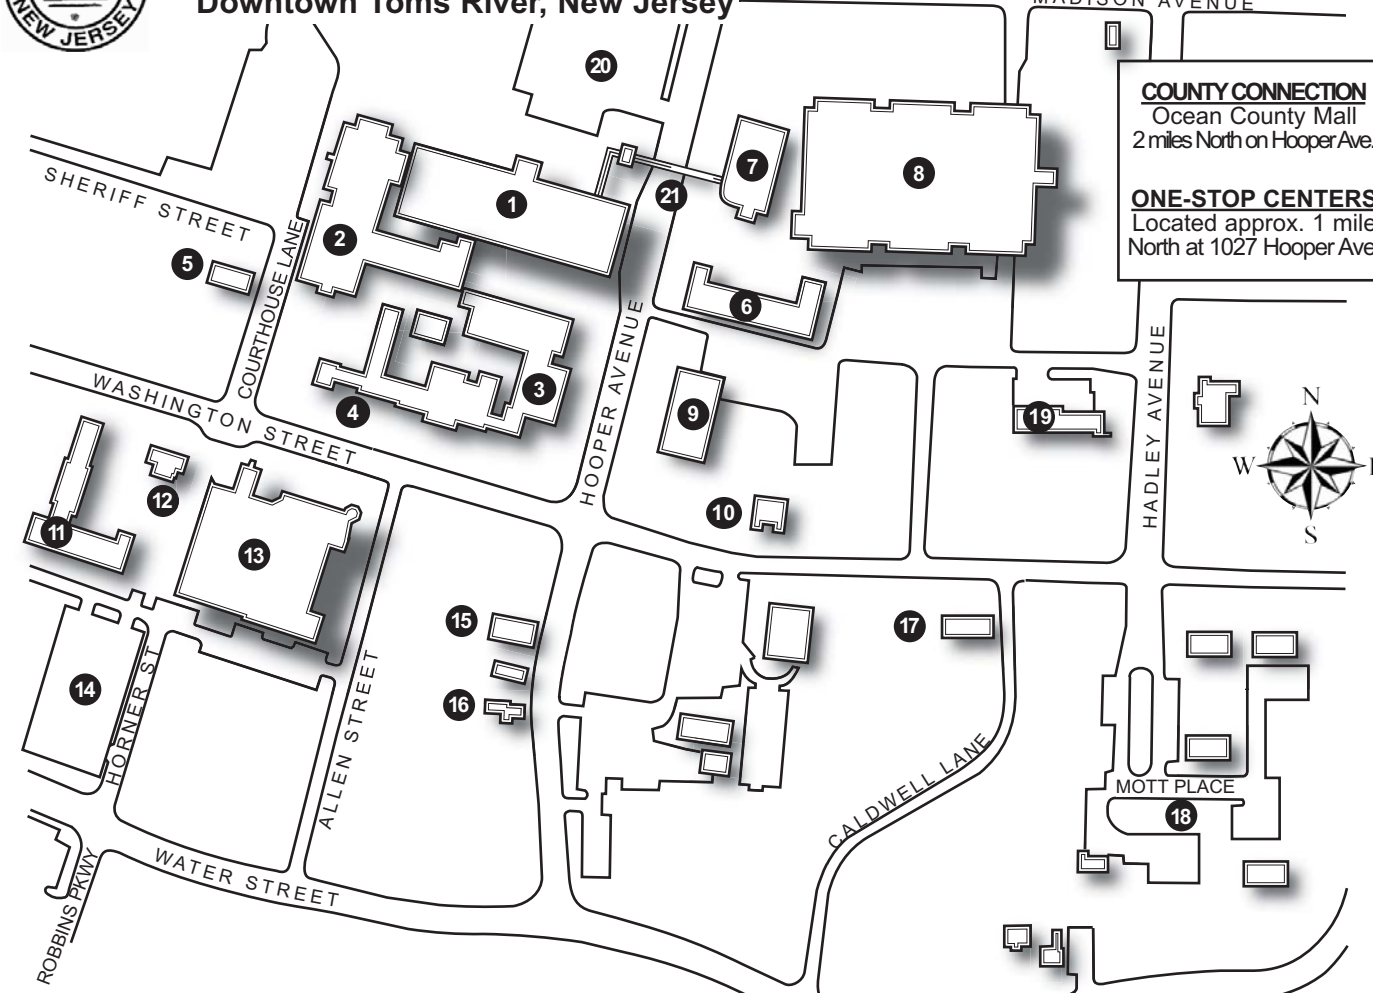 Downtown Toms River, New Jersey
NEW JERSEY
MADISON AVENUE
20
COUNTY CONNECTION
Ocean County Mall
2 miles North on Hooper Ave.
ONE-STOP CENTERS
Located approx. 1 mile
North at 1027 Hooper Ave
7
8
21
1
SHERIFF STREET
2
5
COURTHOUSE LANE
6
HOOPER AVENUE
HADLEY AVENUE
WASHINGTON STREET
3
4
9
19
N
W
S
12
10
11
13
15
17
14
HORNER ST
ALLEN STREET
16
CALDWELL LANE
MOTT PLACE
18
WATER STREET
ROBBINS PKWY